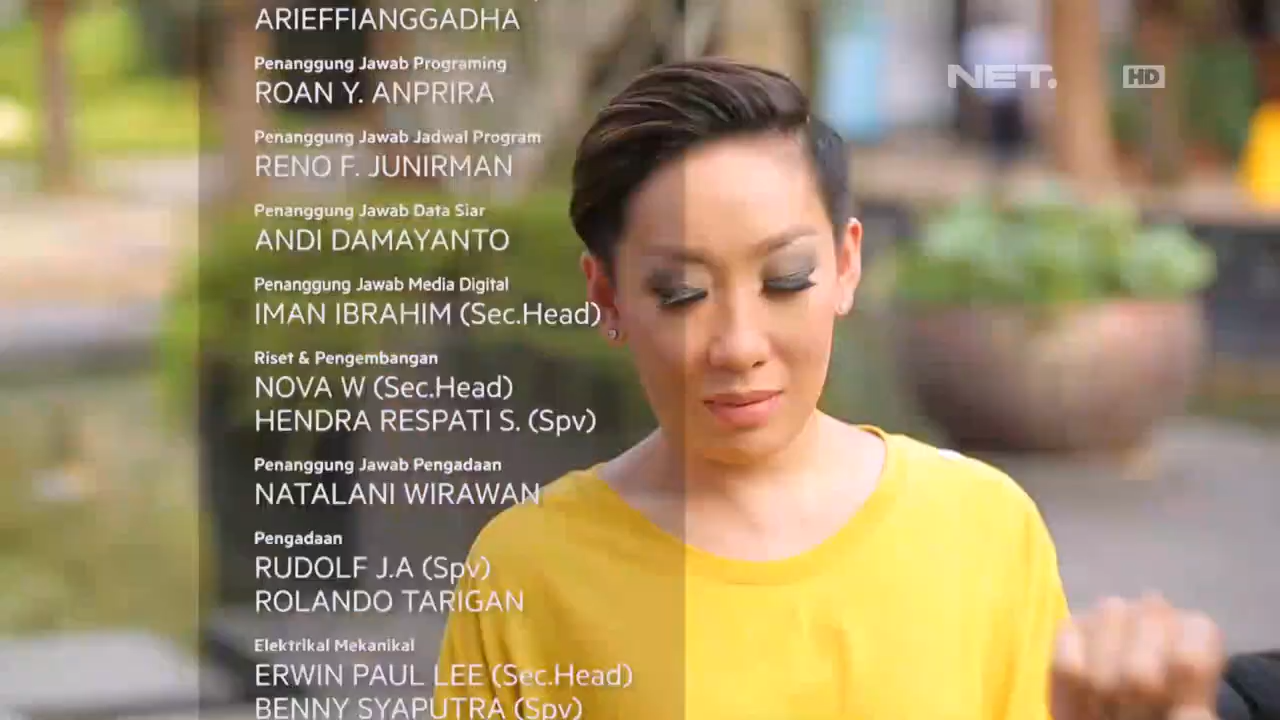 ARIEFFIANGGADHA
Penanggung Jawab Programing
ROAN Y. ANPRIRA
Penanggung Jawab Jadwal Program
RENO F. JUNIRMAN
Penanggung Jawab Data Siar
ANDI DAMAYANTO
Penanggung Jawab Media Digital
IMAN IBRAHIM (Sec.Head)
Riset & Pengembangan
NOVA W (Sec.Head)
HENDRA RESPATI S. (Spv)
Penanggung Jawab Pengadaan
NATALANI WIRAWAN
Pengadaan
RUDOLF J.A (Spv)
ROLANDO TARIGAN
Elektrikal Mekanikal
ERWIN PAUL LEE (Sec.Head)
BENNY SYAPUTRA (Spv)
NET.
HD